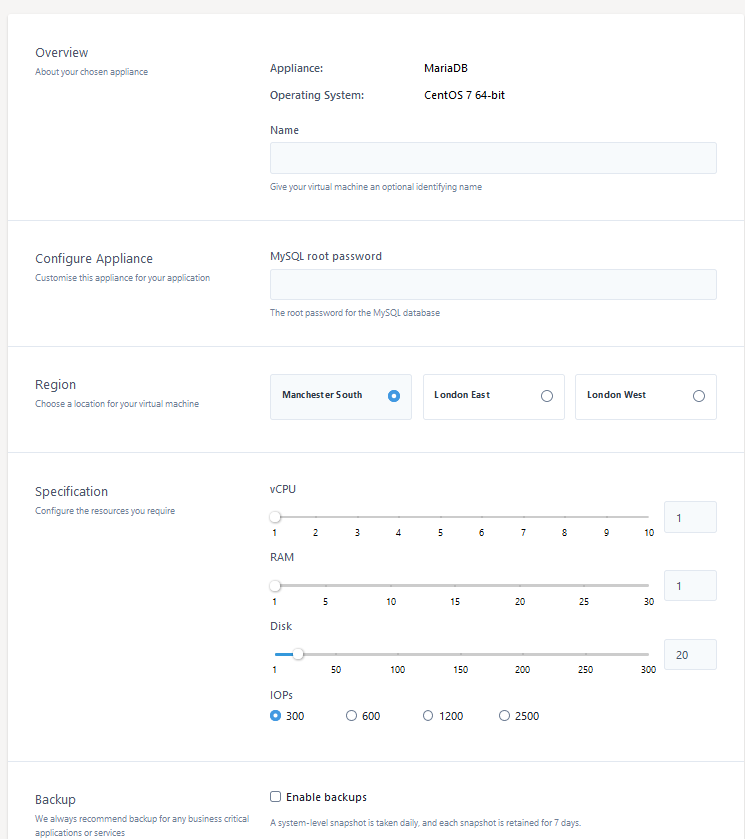 Overview
About your chosen appliance
Appliance: MariaDB
Operating System: CentOS 7 64-bit
Name
Give your virtual machine an optional identifying name
Configure Appliance
Customise this appliance for your application
MySQL root password
The root password for the MySQL database
Region
Choose a location for your virtual machine
Manchester South London East London West
Specification
Configure the resources you require
vCPU
1
1 2 3 4 5 6 7 8 9 10
RAM
1
1 5 10 15 20 25 30
Disk
20
1 50 100 150 200 250 300
IOPs
300 600 1200 2500
Backup
We always recommend backup for any business critical
applications or services
Enable backups
A system-level snapshot is taken daily, and each snapshot is retained for 7 days.